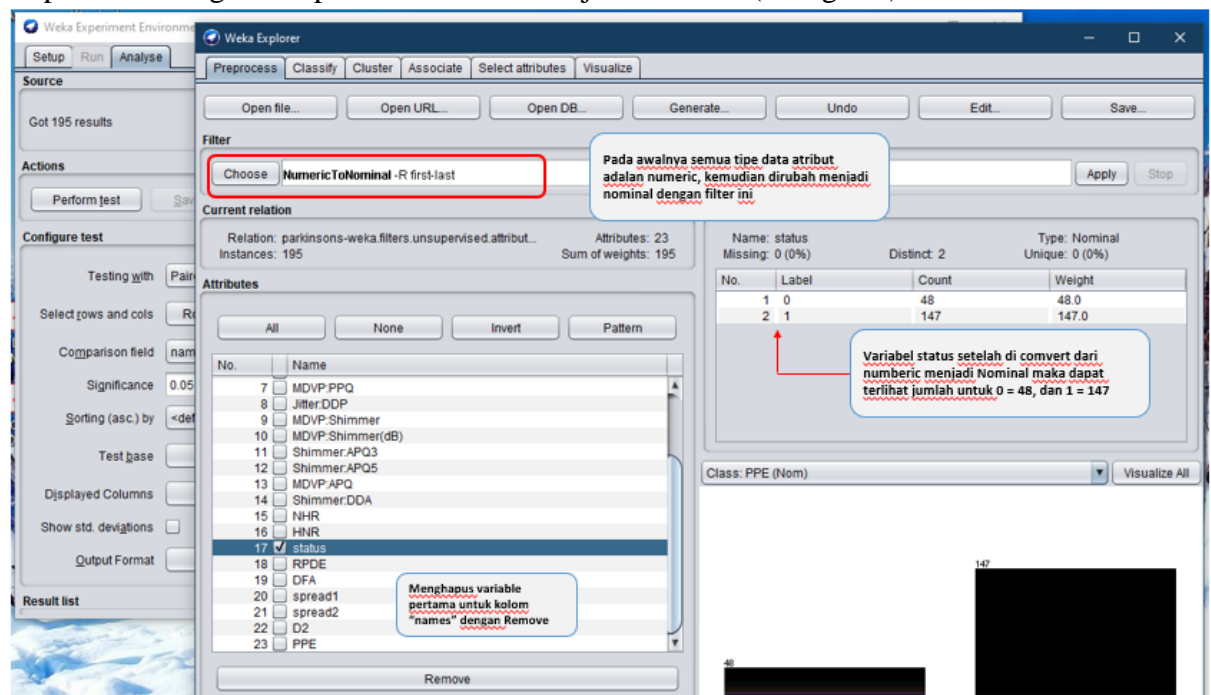 Weka Experiment Environme
Setup Run Analyse
Source
Got 195 results
Actions
Perform test
Configure test
Testing with Pair
Select rows and cols
Comparison field nam
Significance 0.05
Sorting (asc.) by <def
Test base
Displayed Columns
Show std. deviations
Output Format
Result list
Weka Explorer
Preprocess Classify Cluster Associate Select attributes Visualize
Open file... Open URL... Open DB... Generate... Undo Edit... Save...
Filter
Choose NumericToNominal -R first-last
Apply Stop
Pada awalnya semua tipe data atribut
adalan numeric, kemudian dirubah menjadi
nominal dengan filter ini
Current relation
Relation: parkinsons-weka.filters.unsupervised.attribut... Attributes: 23
Instances: 195 Sum of weights: 195
Attributes
All None Invert Pattern
No. Name
7 MDVP:PPQ
8 Jitter:DDP
9 MDVP:Shimmer
10 MDVP:Shimmer(dB)
11 Shimmer:APQ3
12 Shimmer:APQ5
13 MDVP:APQ
14 Shimmer:DDA
15 NHR
16 HNR
17 status
18 RPDE
19 DFA
20 spread1
21 spread2
22 D2
23 PPE
Menghapus variable
pertama untuk kolom
“names” dengan Remove
Remove
Name: status Type: Nominal
Missing: 0 (0%) Distinct: 2 Unique: 0 (0%)
No. Label Count Weight
1 0 48 48.0
2 1 147 147.0
Variabel status setelah di comvert dari
numberic menjadi Nominal maka dapat
terlihat jumlah untuk 0 = 48, dan 1 = 147
Class: PPE (Nom) Visualize All
147
48